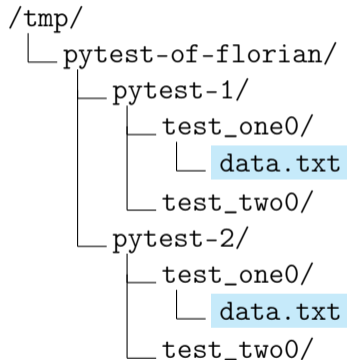 /tmp/
pytest-of-florian/
pytest-1/
test_one0/
data.txt
test_two0/
pytest-2/
test_one0/
data.txt
test_two0/